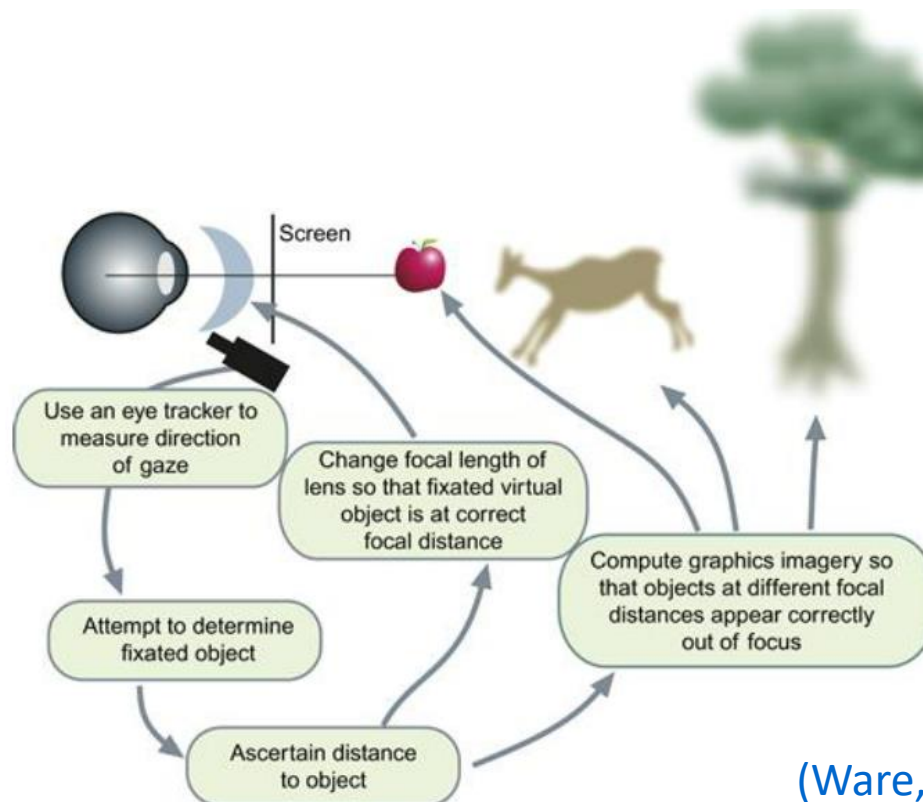 Screen
Use an eye tracker to
measure direction
of gaze
Change focal length of
lens so that fixated virtual
object is at correct
focal distance
Compute graphics imagery so
that objects at different focal
distances appear correctly
out of focus
Attempt to determine
fixated object
Ascertain distance
to object
(Ware,